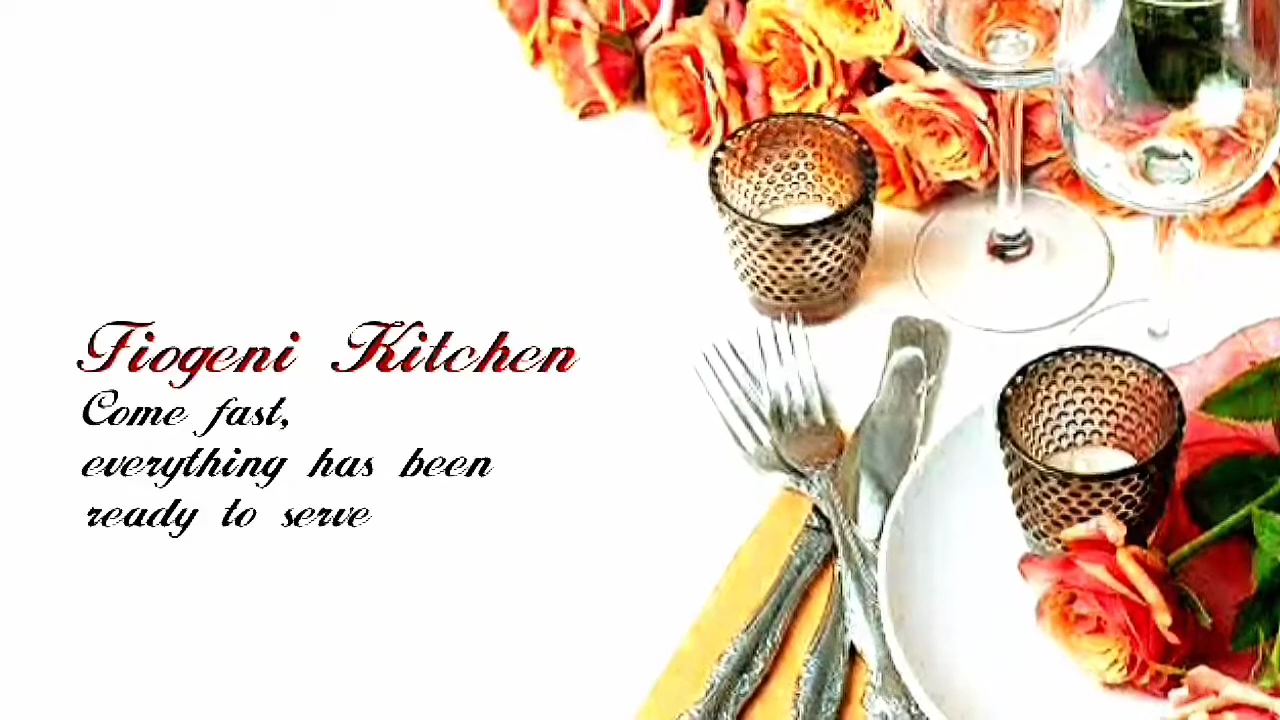 Fiogeni Kitchen
Come fast,
everything has been
ready to serve